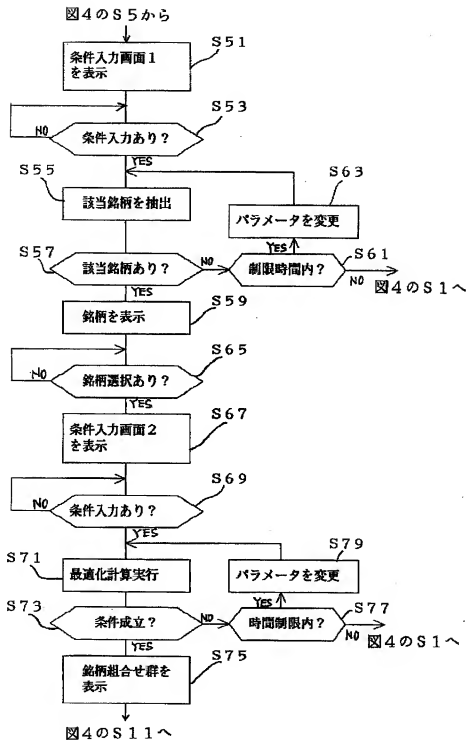 図4のS5から
S51
条件入力画面1
を表示
S53
NO
条件入力あり?
YES
S55
S63
該当銘柄を抽出
パラメータを変更
S57
YES
S61
該当銘柄あり?
NO
制限時間内?
NO
図4のS1へ
YES
S59
銘柄を表示
S65
NO
銘柄選択あり?
YES
S67
条件入力画面2
を表示
S69
NO
条件入力あり?
YES
S71
S79
最適化計算実行
パラメータを変更
S73
YES
S77
条件成立?
NO
時間制限内?
NO
図4のS1へ
YES
S75
銘柄組合せ群を
表示
図4のS11へ